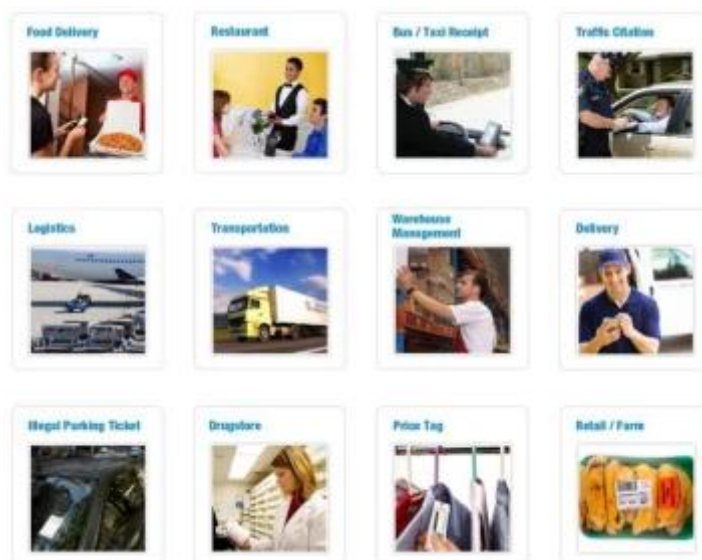 Food Delivery
Restaurant
Bus / Taxi Receipt
Traffic Citation
Logistics
Transportation
Warehouse
Management
Delivery
Illegal Parking Ticket
Drugstore
Price Tag
Retail / Farm